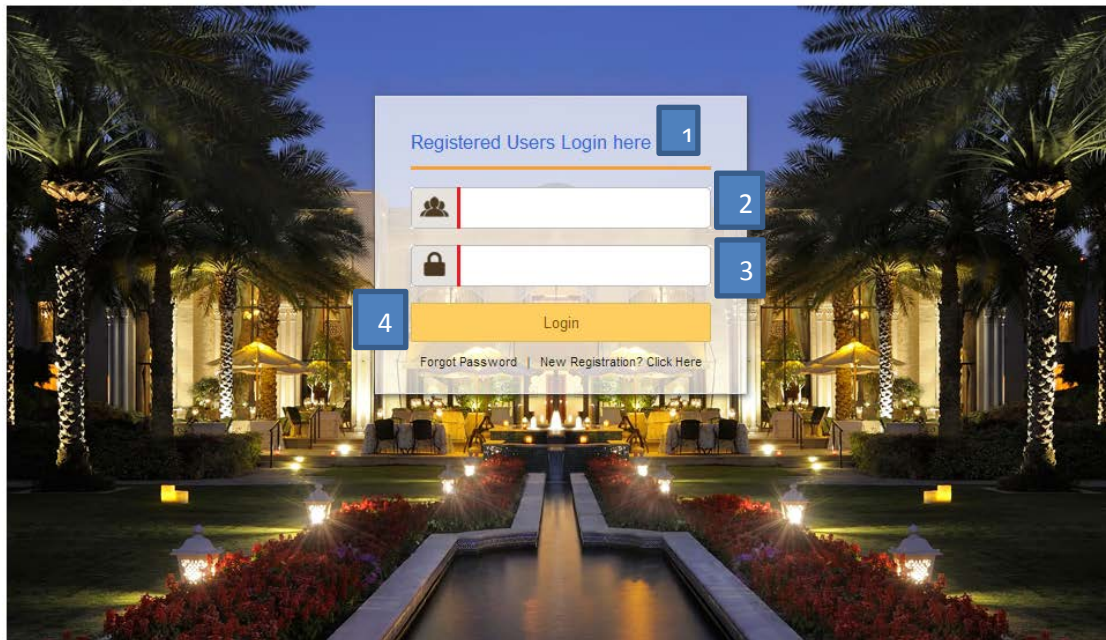 Registered Users Login here 1
2
3
4 Login
Forgot Password | New Registration? Click Here